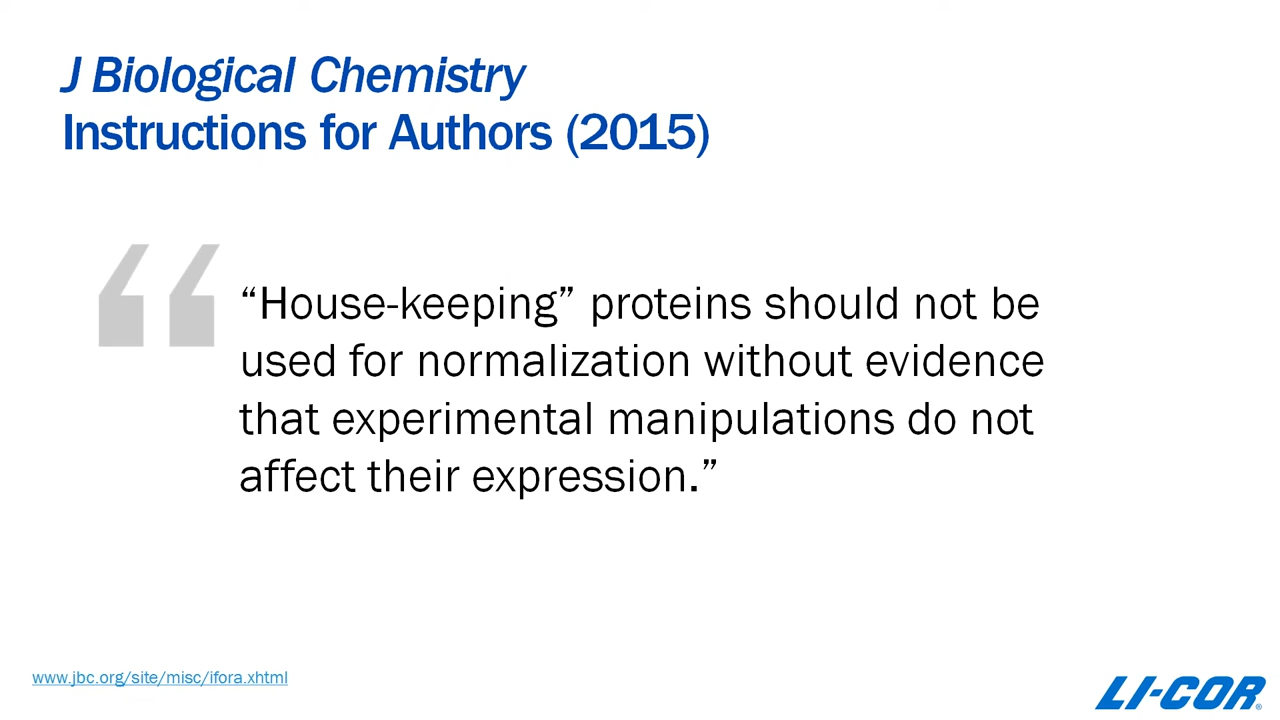 J Biological Chemistry
Instructions for Authors (2015)
“
“House-keeping” proteins should not be
used for normalization without evidence
that experimental manipulations do not
affect their expression.”
www.jbc.org/site/misc/ifora.xhtml
LI-COR®